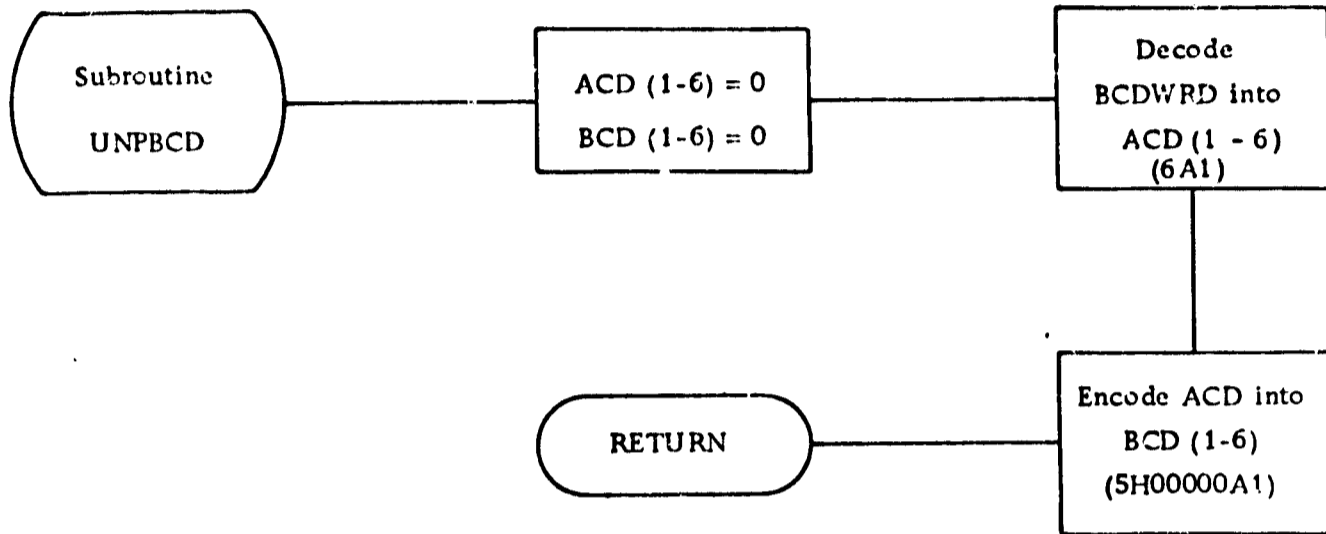 Subroutine
UNPBCD
ACD (1-6) = 0
BCD (1-6) = 0
Decode
BCDWRD into
ACD (1 - 6)
(6A1)
Encode ACD into
BCD (1-6)
(5H00000A1)
RETURN